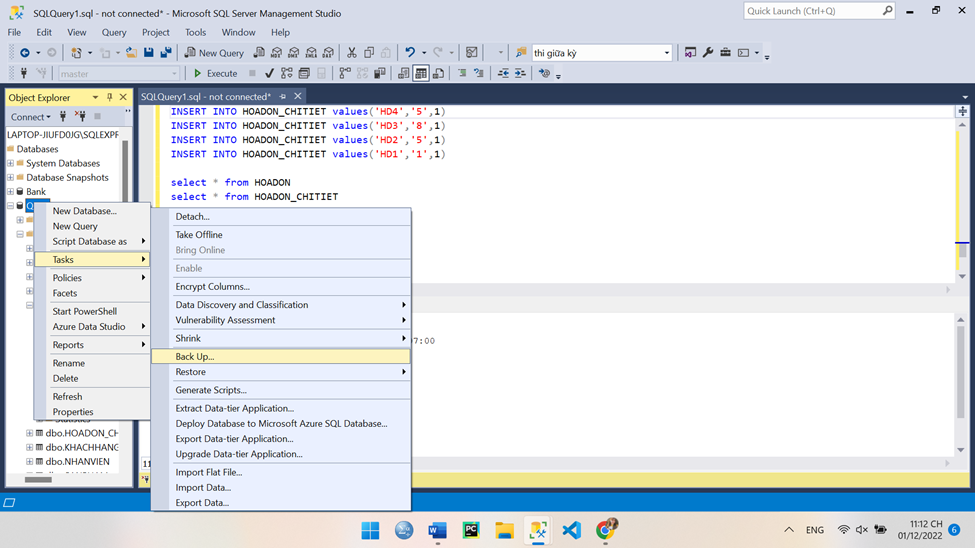 SQLQuery1.sql - not connected* - Microsoft SQL Server Management Studio
Quick Launch (Ctrl+Q)
File Edit View Query Project Tools Window Help
New Query
MDX
DMX
XMLA
DAX
thi giữa kỳ
master
Execute
Object Explorer
SQLQuery1.sql - not connected*
Connect
LAPTOP-JIUFD0JG\SQLEXPF
Databases
System Databases
Database Snapshots
Bank
Q
dbo.HOADON_CH
dbo.KHACHHANG
dbo.NHANVIEN
INSERT INTO HOADON_CHITIET values('HD4','5',1)
INSERT INTO HOADON_CHITIET values('HD3','8',1)
INSERT INTO HOADON_CHITIET values('HD2','5',1)
INSERT INTO HOADON_CHITIET values('HD1','1',1)
select * from HOADON
select * from HOADON_CHITIET
New Database...
New Query
Script Database as
Tasks
Policies
Facets
Start PowerShell
Azure Data Studio
Reports
Rename
Delete
Refresh
Properties
Detach...
Take Offline
Bring Online
Enable
Encrypt Columns...
Data Discovery and Classification
Vulnerability Assessment
Shrink
Back Up...
Restore
Generate Scripts...
Extract Data-tier Application...
Deploy Database to Microsoft Azure SQL Database...
Export Data-tier Application...
Upgrade Data-tier Application...
Import Flat File...
Import Data...
Export Data...
7:00
11
PC
ENG
11:12 CH
01/12/2022
6